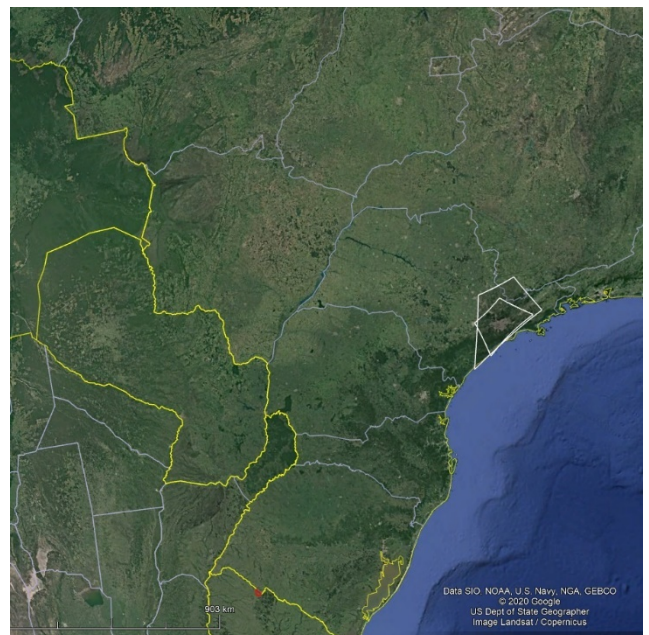 903 km
Data SIO NOAA, U.S. Navy, NGA, GEBCO
© 2020 Google
US Dept of State Geographer
Image Landsat / Copernicus